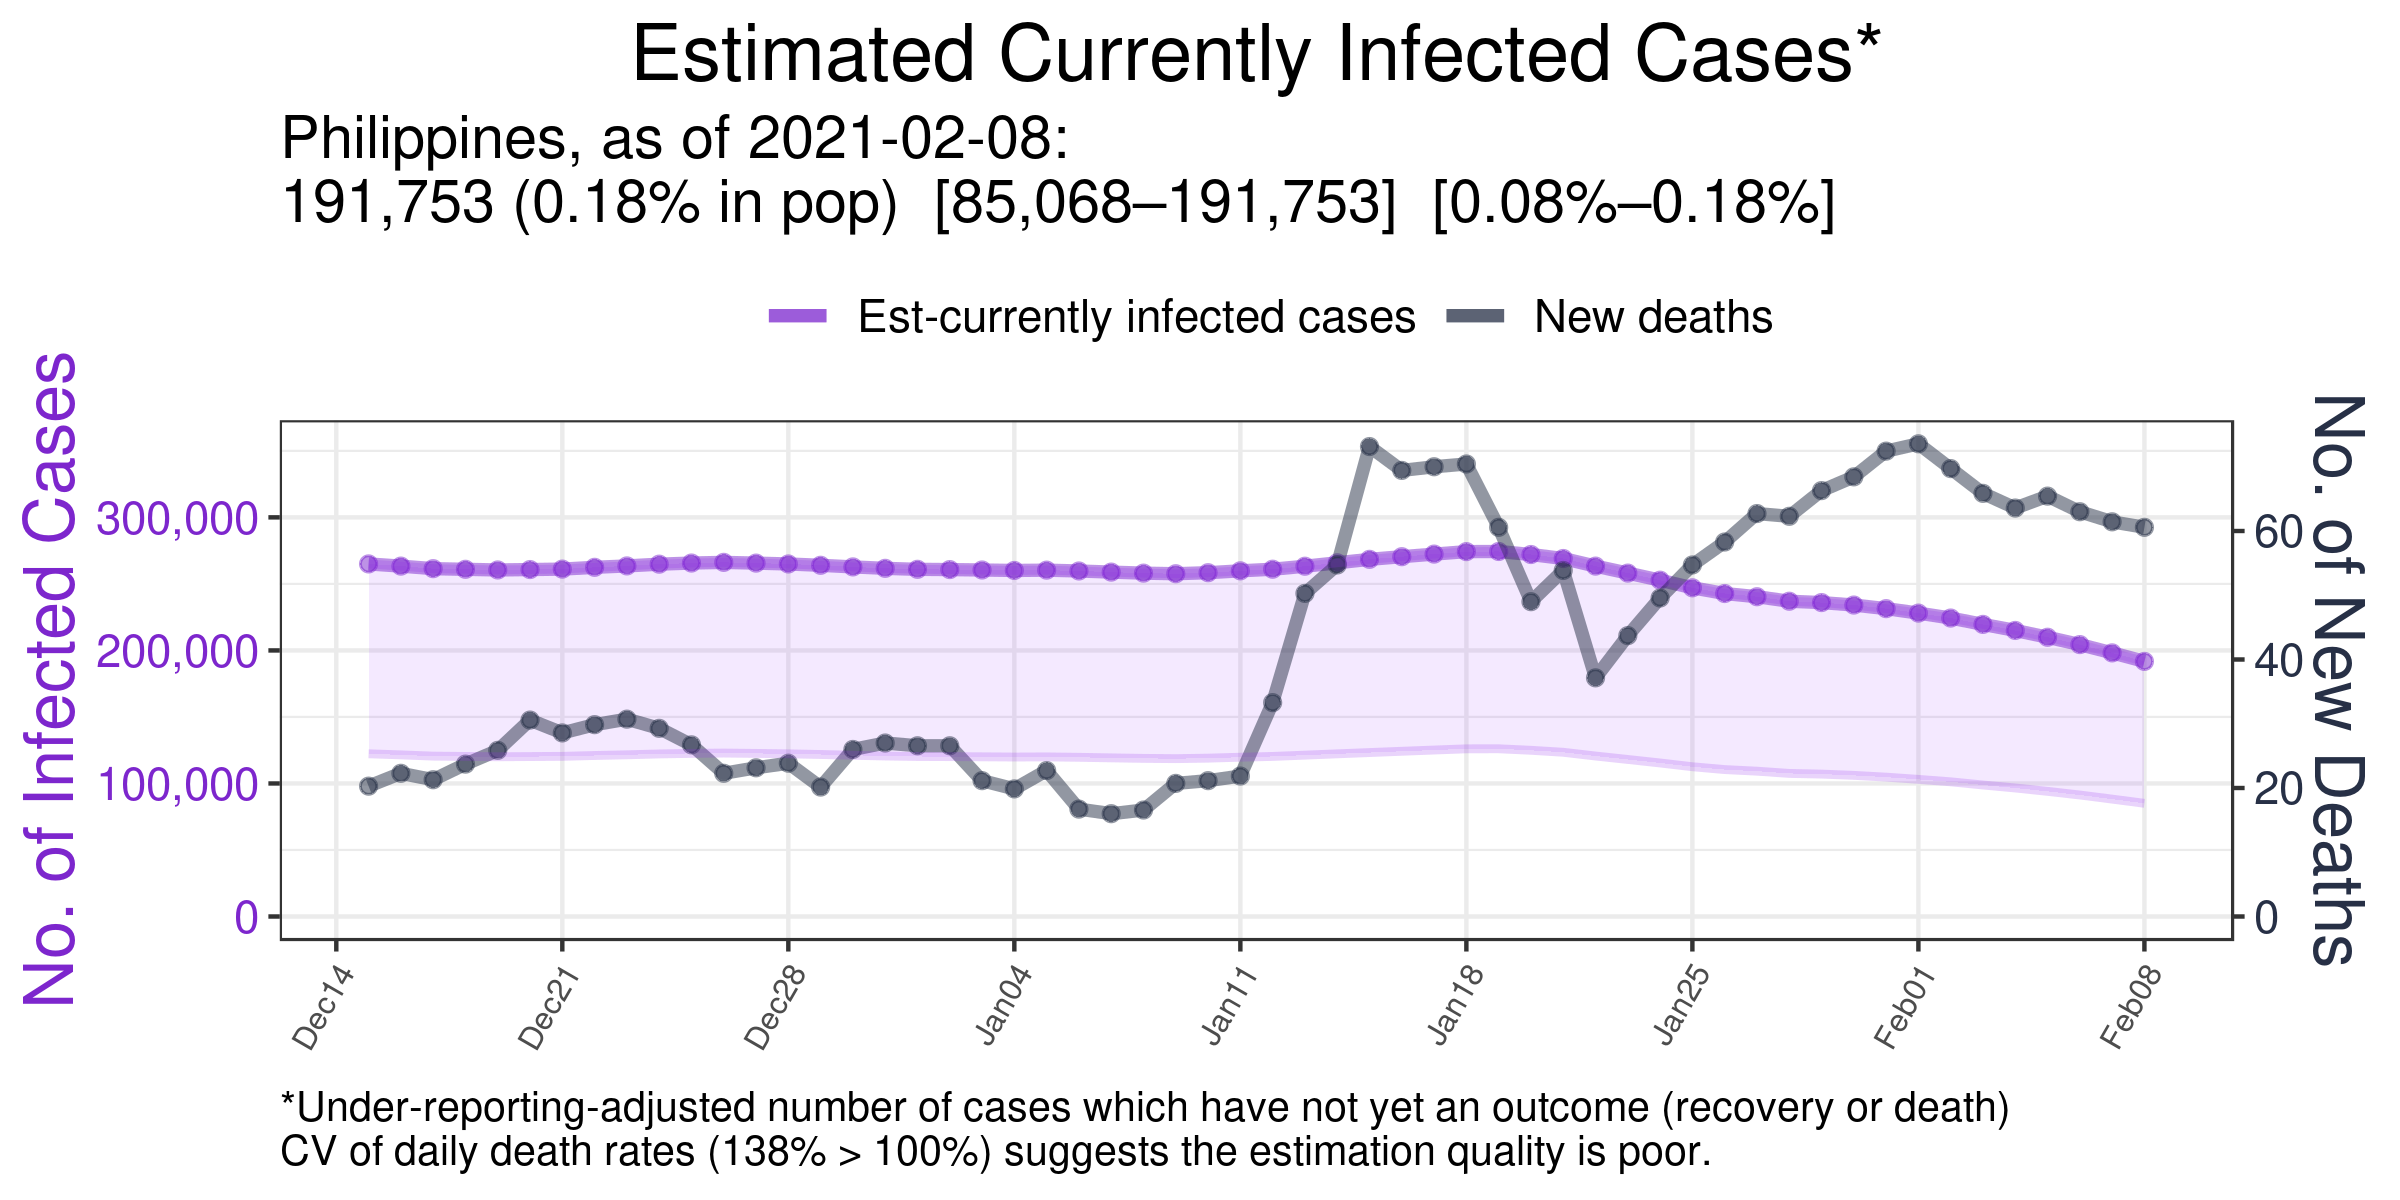 Estimated Currently Infected Cases*
Philippines, as of 2021-02-08:
191,753 (0.18% in pop)  [85,068–191,753]  [0.08%–0.18%]
Est-currently infected cases
New deaths
No. of Infected Cases
300,000
200,000
100,000
0
60
40
20
0
No. of New Deaths
Dec14
Dec21
Dec28
Jan04
Jan11
Jan18
Jan25
Feb01
Feb08
*Under-reporting-adjusted number of cases which have not yet an outcome (recovery or death)
CV of daily death rates (138% > 100%) suggests the estimation quality is poor.